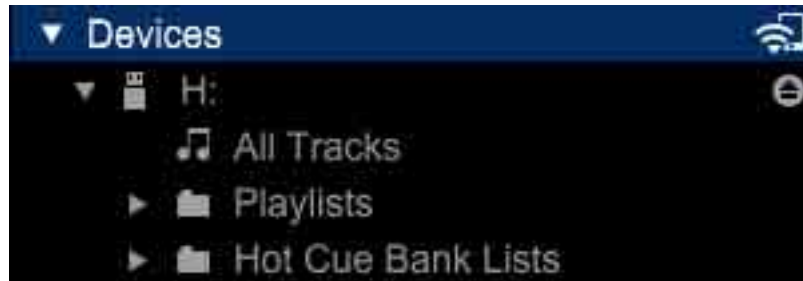 Devices
H:
All Tracks
Playlists
Hot Cue Bank Lists